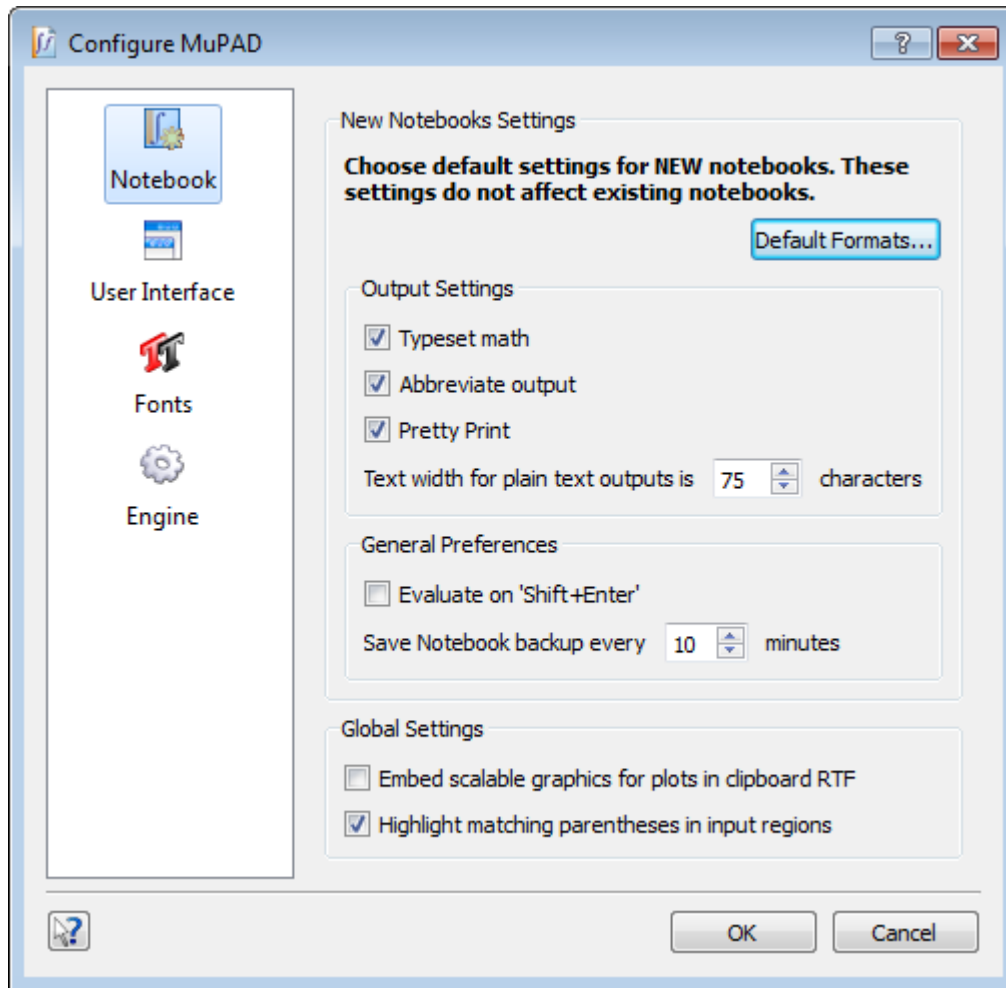 Configure MuPAD
Notebook
User Interface
Fonts
Engine
New Notebooks Settings
Choose default settings for NEW notebooks. These
settings do not affect existing notebooks.
Default Formats...
Output Settings
Typeset math
Abbreviate output
Pretty Print
Text width for plain text outputs is 75 characters
General Preferences
Evaluate on 'Shift+Enter'
Save Notebook backup every 10 minutes
Global Settings
Embed scalable graphics for plots in clipboard RTF
Highlight matching parentheses in input regions
OK Cancel